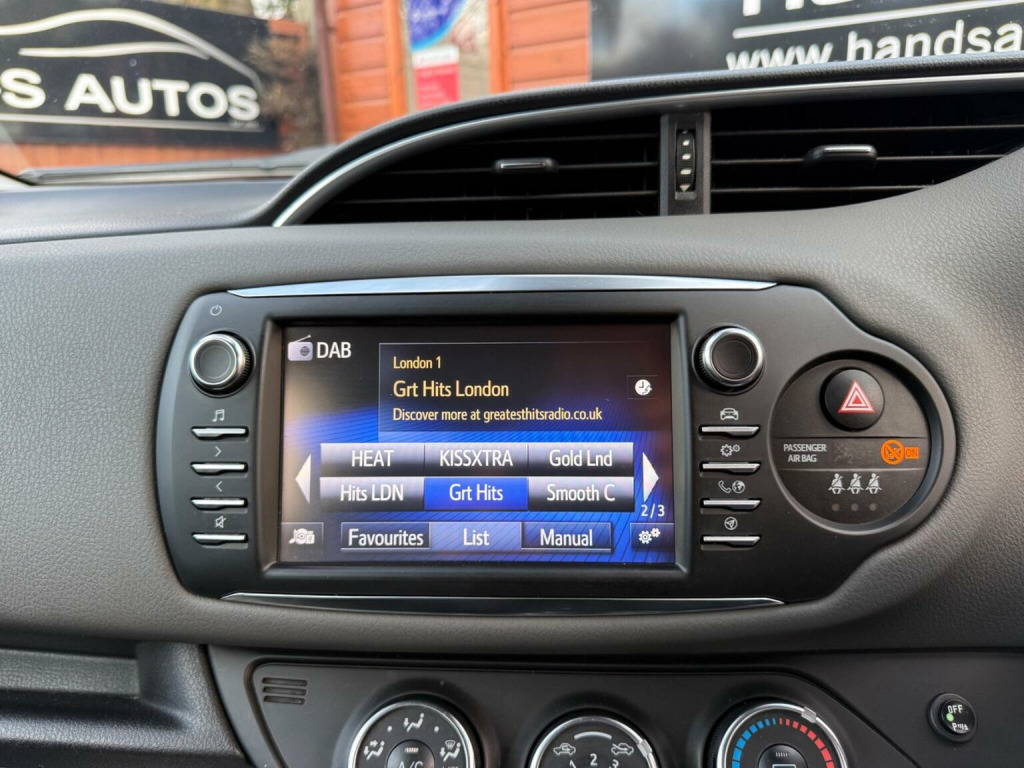 S AUTOS
www.handsa
DAB
London 1
Grt Hits London
Discover more at greatesthitsradio.co.uk
HEAT KISSXTRA Gold Lnd
Hits LDN Grt Hits Smooth C
2/3
Favourites List Manual
PASSENGER
AIR BAG
ON
OFF
A/C
2